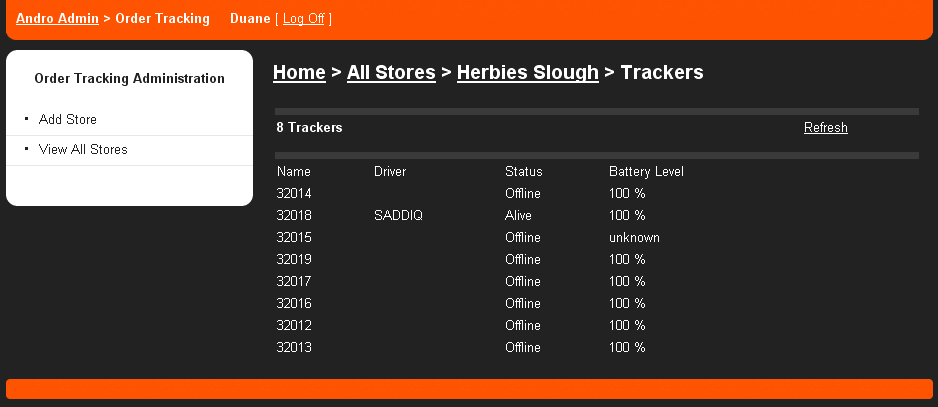 Andro Admin > Order Tracking Duane [ Log Off ]
Order Tracking Administration
• Add Store
• View All Stores
Home > All Stores > Herbies Slough > Trackers
8 Trackers Refresh
Name Driver Status Battery Level
32014 Offline 100 %
32018 SADDIQ Alive 100 %
32015 Offline unknown
32019 Offline 100 %
32017 Offline 100 %
32016 Offline 100 %
32012 Offline 100 %
32013 Offline 100 %